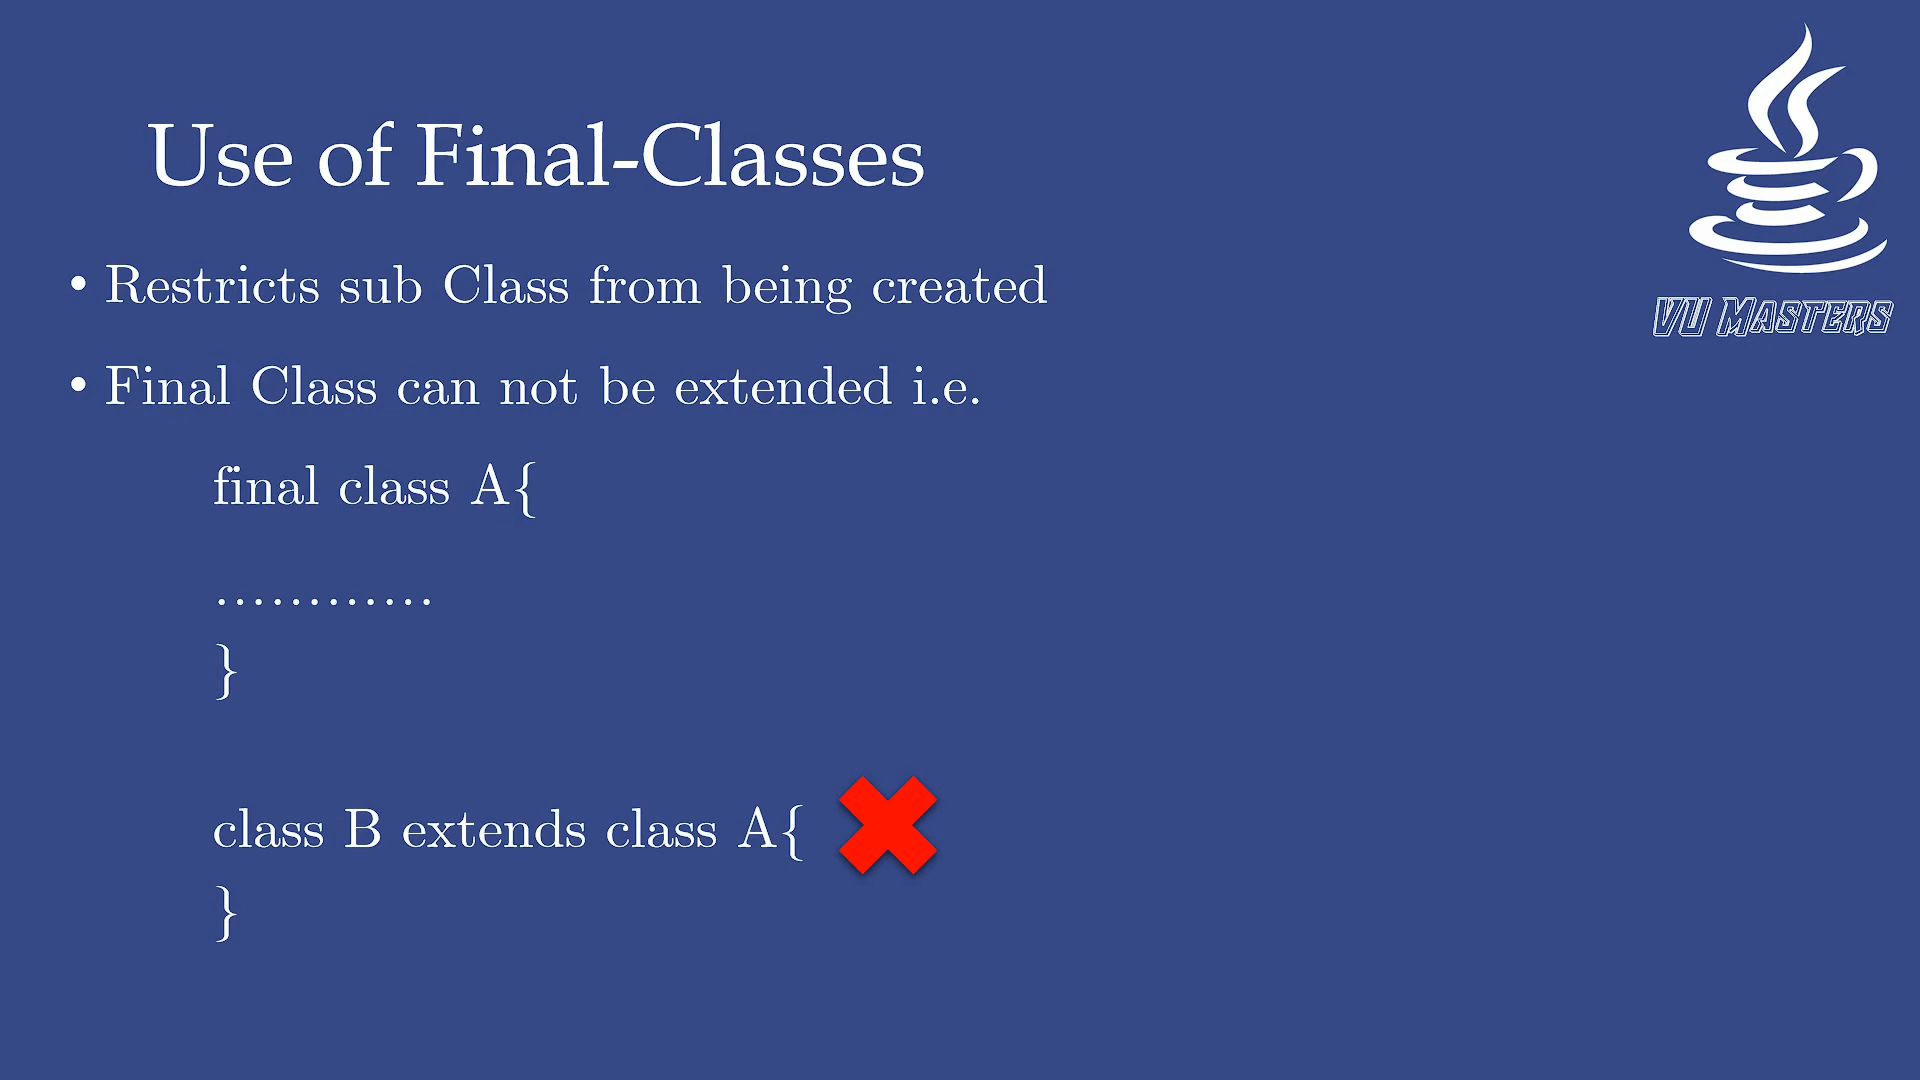 Use of Final-Classes
VU Masters
• Restricts sub Class from being created
• Final Class can not be extended i.e.
final class A{
............
}
class B extends class A{
}